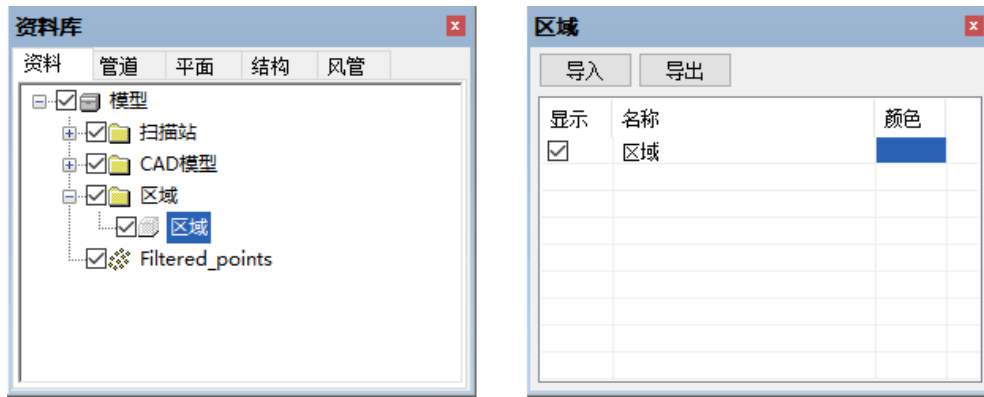 资料库
资料 管道 平面 结构 风管
模型
扫描站
CAD模型
区域
区域
Filtered_points
区域
导入 导出
显示 名称 颜色
区域